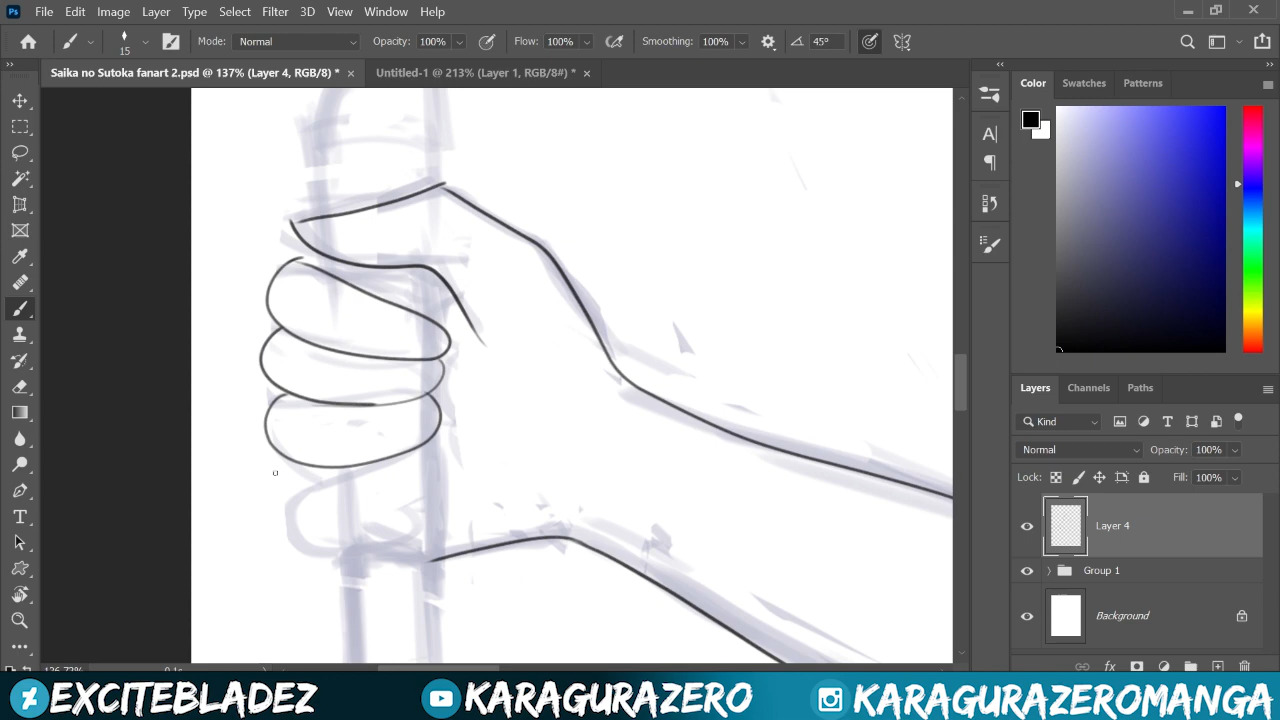 Ps File Edit Image Layer Type Select Filter 3D View Window Help
15 Mode: Normal Opacity: 100% Flow: 100% Smoothing: 100% 45°
Saika no Sutoka fanart 2.psd @ 137% (Layer 4, RGB/8) * × Untitled-1 @ 213% (Layer 1, RGB/8#) * ×
Color Swatches Patterns
Layers Channels Paths
Kind
Normal Opacity: 100%
Lock: Fill: 100%
Layer 4
Group 1
Background
EXCITEBLADEZ KARAGURAZERO KARAGURAZEROMANGA